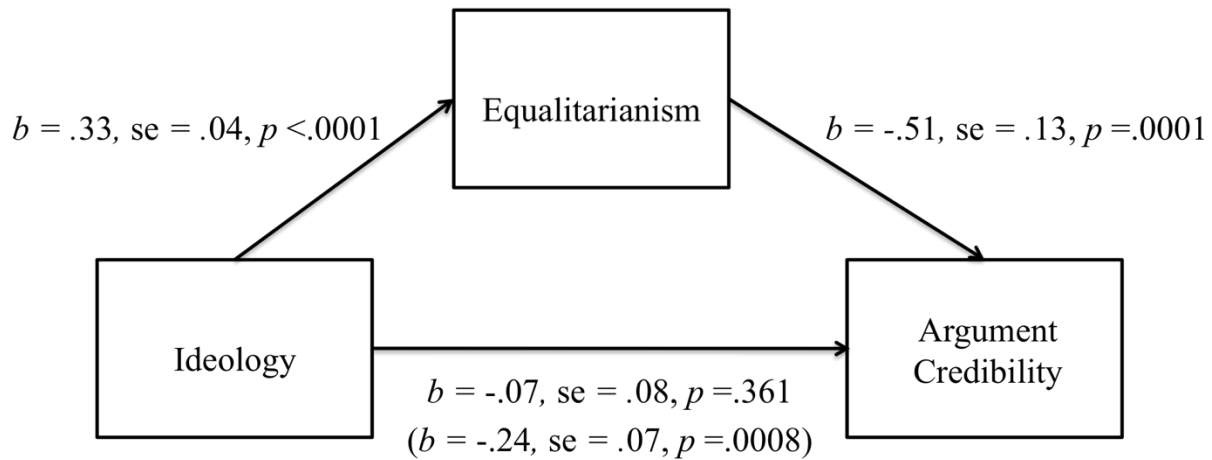 Equalitarianism
b = .33, se = .04, p <.0001
b = -.51, se = .13, p =.0001
Ideology
Argument
Credibility
b = -.07, se = .08, p =.361
(b = -.24, se = .07, p =.0008)